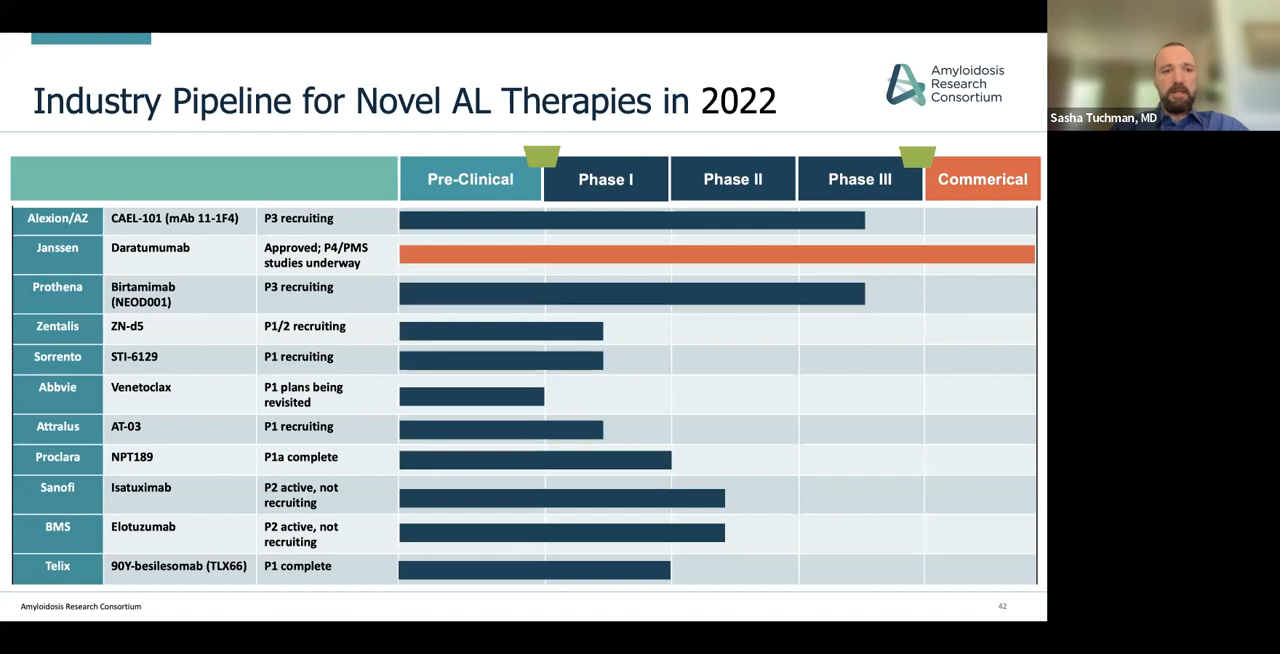 Industry Pipeline for Novel AL Therapies in 2022
Amyloidosis
Research
Consortium
Sasha Tuchman, MD
Pre-Clinical Phase I Phase II Phase III Commerical
Alexion/AZ CAEL-101 (mAb 11-1F4) P3 recruiting
Janssen Daratumumab Approved; P4/PMS
studies underway
Prothena Birtamimab P3 recruiting
(NEOD001)
Zentalis ZN-d5 P1/2 recruiting
Sorrento STI-6129 P1 recruiting
Abbvie Venetoclax P1 plans being
revisited
Attralus AT-03 P1 recruiting
Proclara NPT189 P1a complete
Sanofi Isatuximab P2 active, not
recruiting
BMS Elotuzumab P2 active, not
recruiting
Telix 90Y-besilesomab (TLX66) P1 complete
Amyloidosis Research Consortium 42